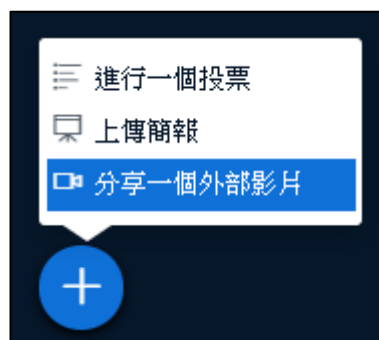 進行一個投票
上傳簡報
分享一個外部影片